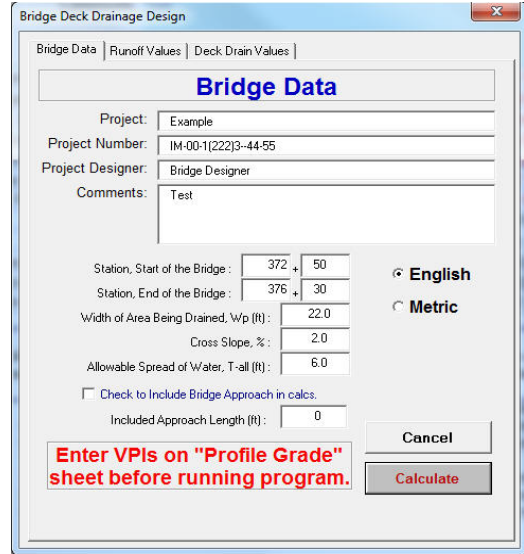 Bridge Deck Drainage Design
Bridge Data Runoff Values Deck Drain Values
Bridge Data
Project: Example
Project Number: IM-00-1(222)3--44-55
Project Designer: Bridge Designer
Comments: Test
Station, Start of the Bridge : 372 + 50
Station, End of the Bridge : 376 + 30
English
Metric
Width of Area Being Drained, Wp (ft) : 22.0
Cross Slope, % : 2.0
Allowable Spread of Water, T-all (ft) : 6.0
Check to Include Bridge Approach in calcs.
Included Approach Length (ft) : 0
Enter VPIs on "Profile Grade"
sheet before running program.
Cancel
Calculate